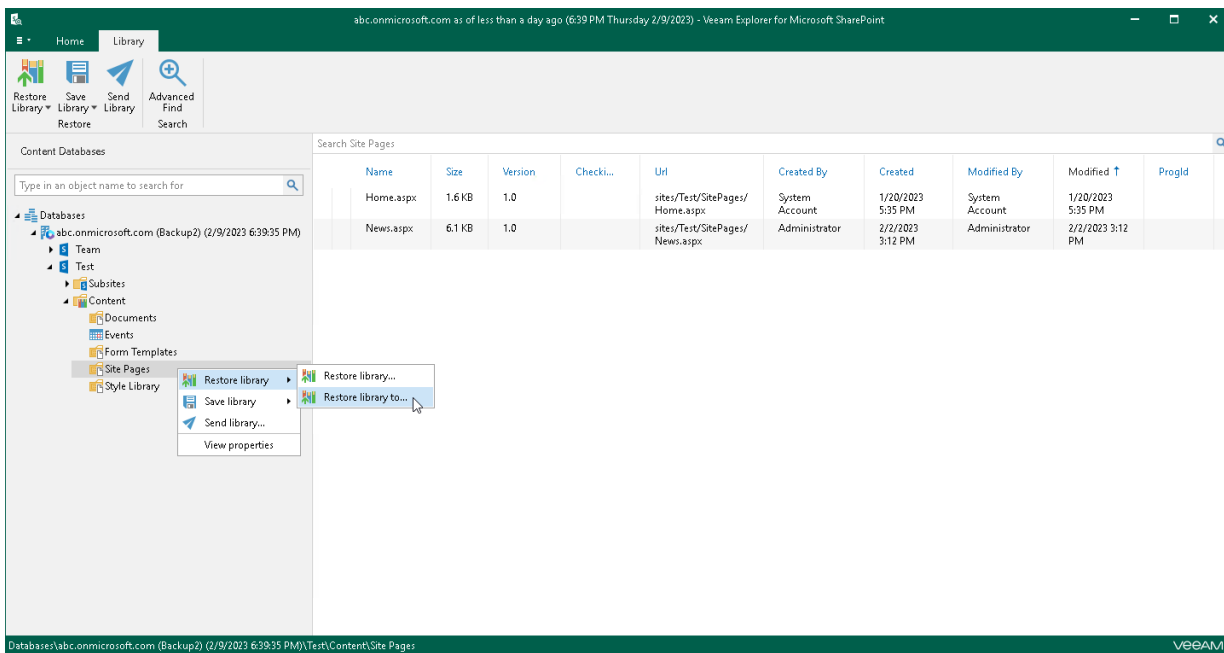 abc.onmicrosoft.com as of less than a day ago (6:39 PM Thursday 2/9/2023) - Veeam Explorer for Microsoft SharePoint
Home Library
Restore Library
Save Library
Send Library
Advanced Find
Restore Search
Content Databases
Type in an object name to search for
Databases
abc.onmicrosoft.com (Backup2) (2/9/2023 6:39:35 PM)
Team
Test
Subsites
Content
Documents
Events
Form Templates
Site Pages
Style Library
Restore library
Save library
Send library...
View properties
Restore library...
Restore library to...
Search Site Pages
Name Size Version Checki... Url Created By Created Modified By Modified ProgId
Home.aspx 1.6 KB 1.0 sites/Test/SitePages/ System 1/20/2023 System 1/20/2023
Home.aspx Account 5:35 PM Account 5:35 PM
News.aspx 6.1 KB 1.0 sites/Test/SitePages/ Administrator 2/2/2023 Administrator 2/2/2023 3:12
News.aspx 3:12 PM PM
Databases\abc.onmicrosoft.com (Backup2) (2/9/2023 6:39:35 PM)\Test\Content\Site Pages
veeam